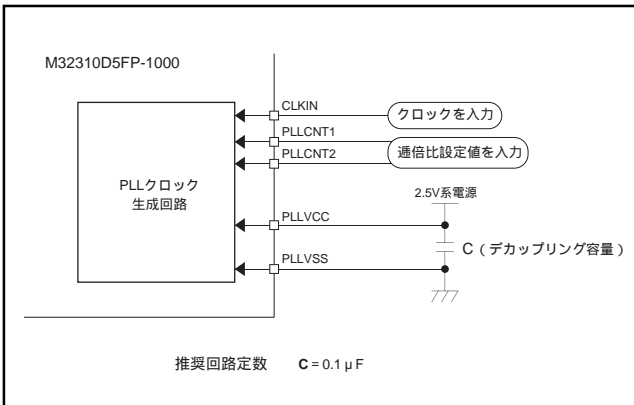 M32310D5FP-1000
CLKIN
クロックを入力
PLLCNT1
逓倍比設定値を入力
PLLCNT2
PLLクロック
生成回路
2.5V系電源
PLLVCC
C（デカップリング容量）
PLLVSS
推奨回路定数 C = 0.1 μ F